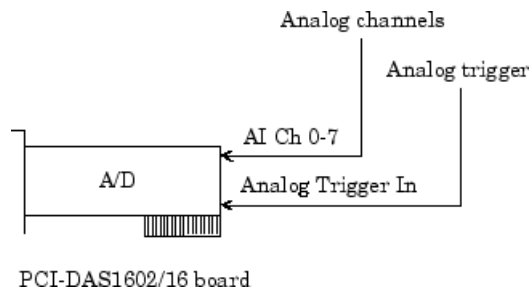 Analog channels
Analog trigger
AI Ch 0-7
A/D
Analog Trigger In
PCI-DAS1602/16 board